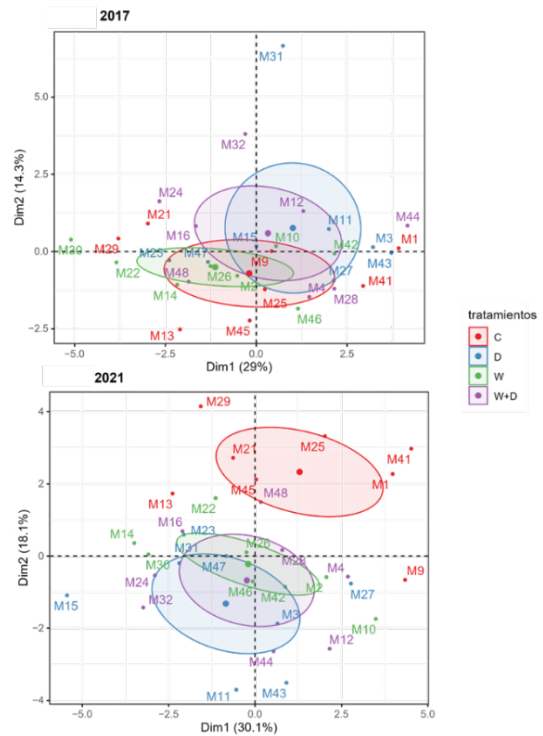 2017
M31
5.0
M32
2.5
M24
M44
M12
M21
M11
M16
M15
M3
M1
M10
M42
M29
M23
M47
M43
0.0
M9
M27
M22
M26
M2
M41
M48
M4
M14
M25
M28
M46
M45
M13
-2.5
-5.0
-2.5
0.0
2.5
Dim1 (29%)
Dim2 (14.3%)
tratamientos
C
D
W
W+D
2021
4
M29
M25
M21
M41
M1
M45
M48
2
M13
M22
M16
M23
M14
M26
M31
M28
0
M30
M47
M4
M9
M24
M46
M42
M2
M27
M15
M32
M3
M10
-2
M12
M44
M11
M43
-4
-5.0
-2.5
0.0
2.5
5.0
Dim1 (30.1%)
Dim2 (18.1%)